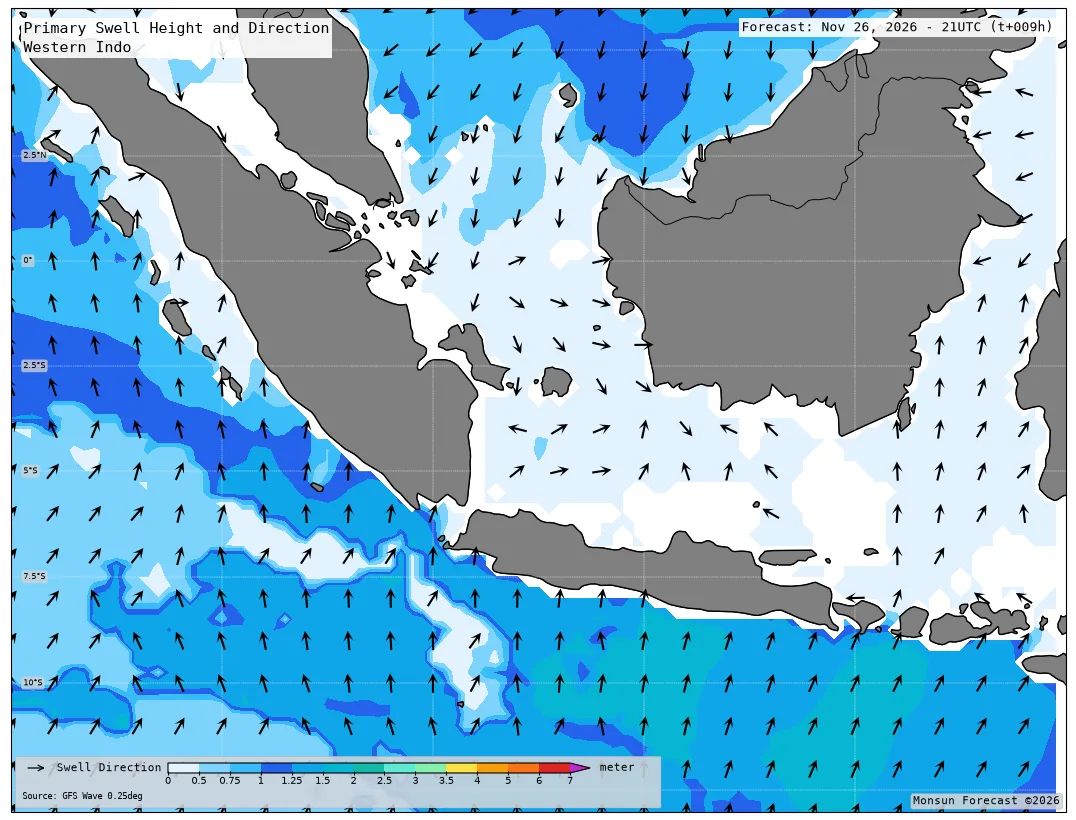 Primary Swell Height and Direction
Western Indo
Forecast: Nov 26, 2026 - 21UTC (t+009h)
2.5°N
0°
2.5°S
5°S
7.5°S
10°S
Swell Direction
0 0.5 0.75 1 1.25 1.5 2 2.5 3 3.5 4 5 6 7
meter
Source: GFS Wave 0.25deg
Monsun Forecast ©2026